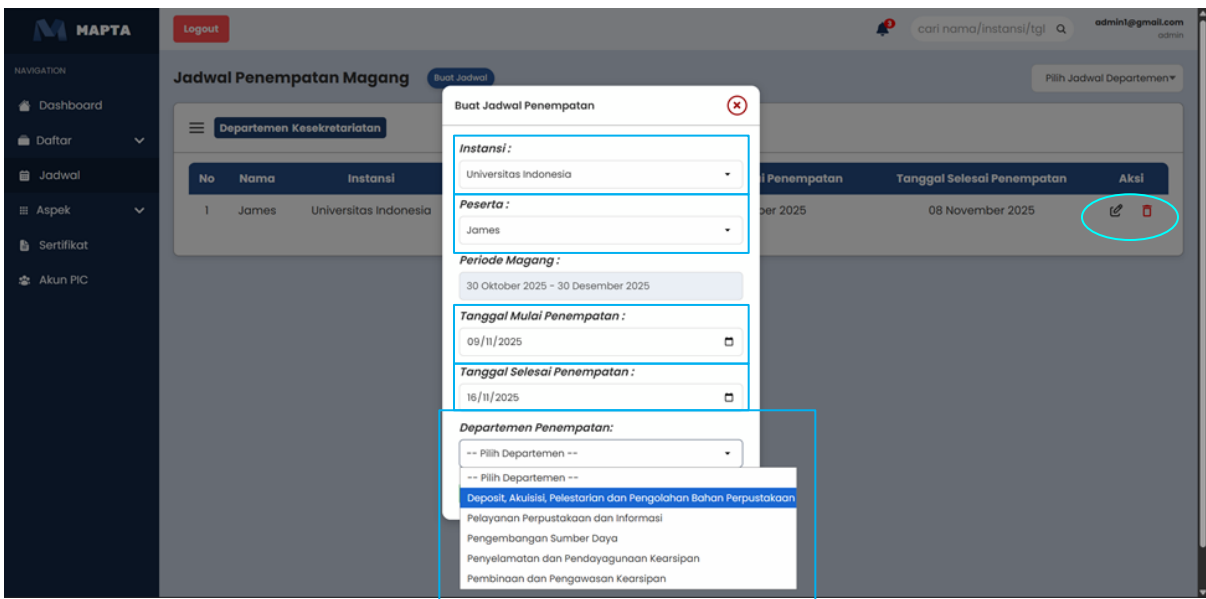 MAPTA
Logout
3
cari nama/instansi/tgl
admin1@gmail.com
admin
NAVIGATION
Dashboard
Daftar
Jadwal
Aspek
Sertifikat
Akun PIC
Jadwal Penempatan Magang
Buat Jadwal
Pilih Jadwal Departemen
Departemen Kesekretariatan
No Nama Instansi i Penempatan Tanggal Selesai Penempatan Aksi
1 James Universitas Indonesia ber 2025 08 November 2025
Buat Jadwal Penempatan
Instansi :
Universitas Indonesia
Peserta :
James
Periode Magang :
30 Oktober 2025 - 30 Desember 2025
Tanggal Mulai Penempatan :
09/11/2025
Tanggal Selesai Penempatan :
16/11/2025
Departemen Penempatan:
-- Pilih Departemen --
-- Pilih Departemen --
Deposit, Akuisisi, Pelestarian dan Pengolahan Bahan Perpustakaan
Pelayanan Perpustakaan dan Informasi
Pengembangan Sumber Daya
Penyelamatan dan Pendayagunaan Kearsipan
Pembinaan dan Pengawasan Kearsipan